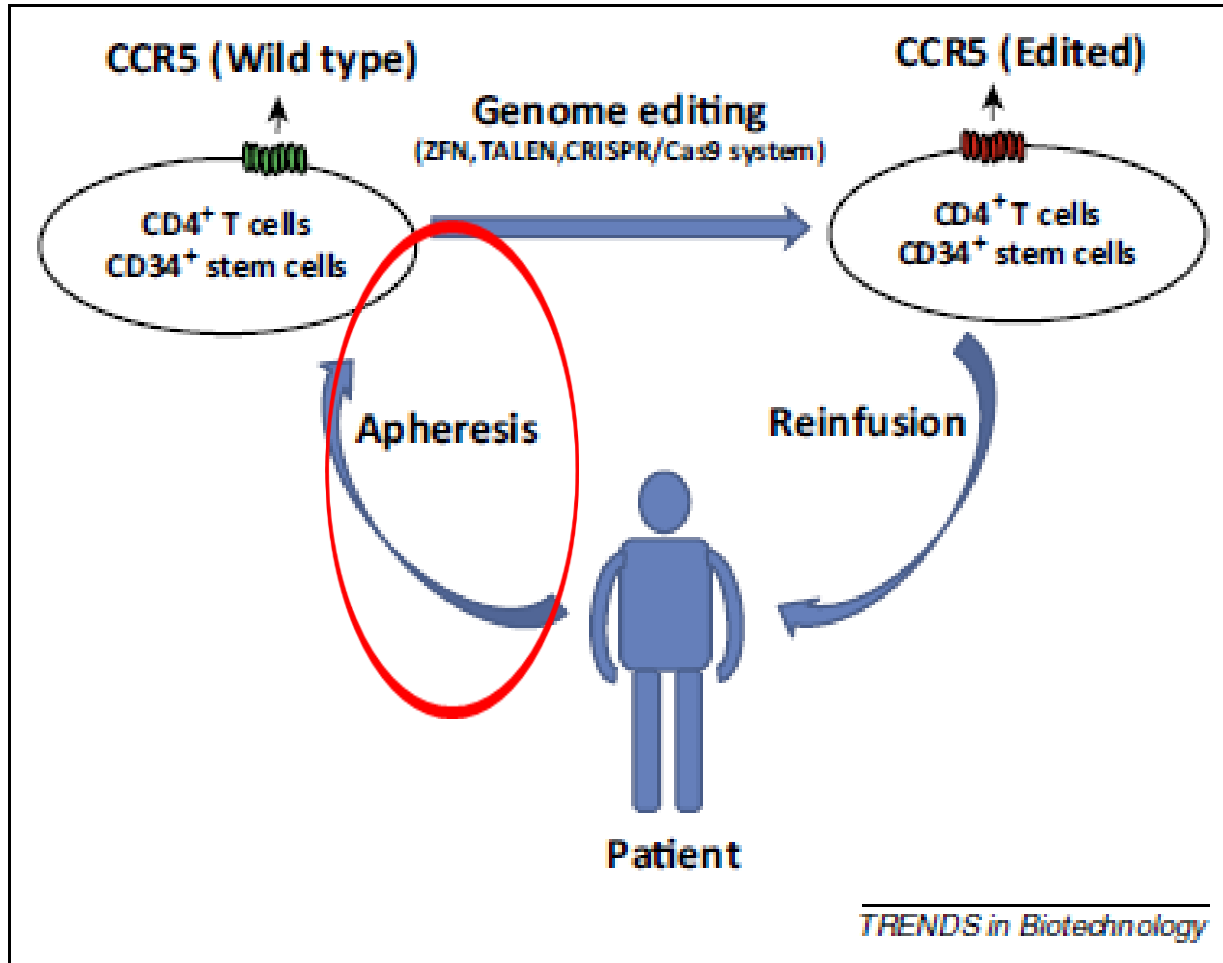 CCR5 (Wild type)
CCR5 (Edited)
Genome editing
(ZFN,TALEN,CRISPR/Cas9 system)
CD4⁺ T cells
CD34⁺ stem cells
CD4⁺ T cells
CD34⁺ stem cells
Apheresis
Reinfusion
Patient
TRENDS in Biotechnology